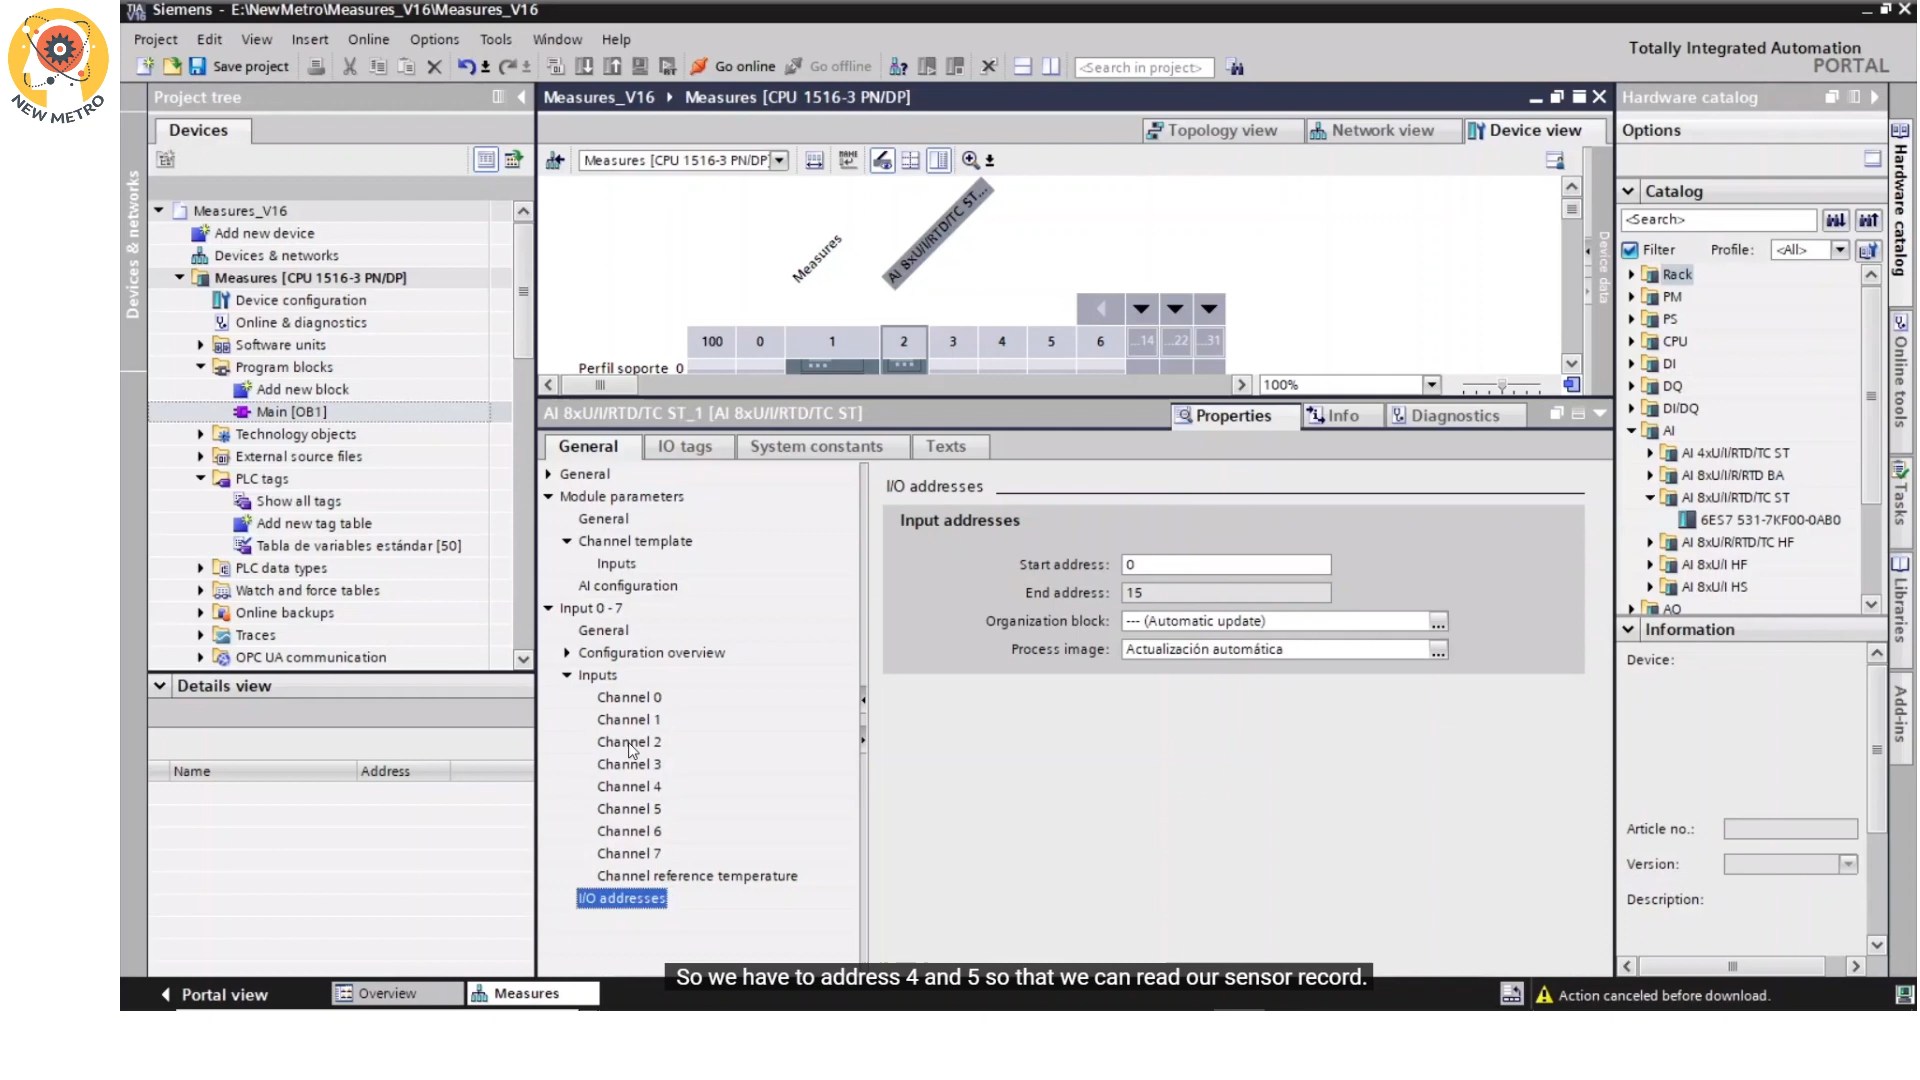 NEW METRO
TIA V16
Siemens - E:\NewMetro\Measures_V16\Measures_V16
Project Edit View Insert Online Options Tools Window Help
Totally Integrated Automation
PORTAL
Save project
Go online Go offline
<Search in project>
Project tree
Measures_V16 Measures [CPU 1516-3 PN/DP]
Hardware catalog
Devices
Topology view Network view Device view
Options
Measures [CPU 1516-3 PN/DP]
Devices & networks
Measures_V16
Add new device
Devices & networks
Measures [CPU 1516-3 PN/DP]
Device configuration
Online & diagnostics
Software units
Program blocks
Add new block
Main [OB1]
Technology objects
External source files
PLC tags
Show all tags
Add new tag table
Tabla de variables estándar [50]
PLC data types
Watch and force tables
Online backups
Traces
OPC UA communication
Details view
Name Address
Measures
AI 8xU/I/RTD/TC ST...
100 0 1 2 3 4 5 6 ...14 ...22 ...31
Perfil soporte_0
100%
Device data
AI 8xU/I/RTD/TC ST_1 [AI 8xU/I/RTD/TC ST]
Properties Info Diagnostics
General IO tags System constants Texts
General
Module parameters
General
Channel template
Inputs
AI configuration
Input 0 - 7
General
Configuration overview
Inputs
Channel 0
Channel 1
Channel 2
Channel 3
Channel 4
Channel 5
Channel 6
Channel 7
Channel reference temperature
I/O addresses
I/O addresses
Input addresses
Start address: 0
End address: 15
Organization block: --- (Automatic update) ...
Process image: Actualización automática ...
Catalog
<Search>
Filter Profile: <All>
Rack
PM
PS
CPU
DI
DQ
DI/DQ
AI
AI 4xU/I/RTD/TC ST
AI 8xU/I/R/RTD BA
AI 8xU/I/RTD/TC ST
6ES7 531-7KF00-0AB0
AI 8xU/R/RTD/TC HF
AI 8xU/I HF
AI 8xU/I HS
AO
Information
Device:
Article no.:
Version:
Description:
Hardware catalog
Online tools
Tasks
Libraries
Add-ins
So we have to address 4 and 5 so that we can read our sensor record.
Portal view Overview Measures
Action canceled before download.